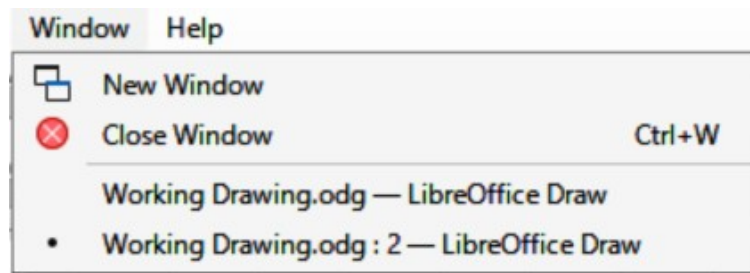 Window Help
New Window
Close Window Ctrl+W
Working Drawing.odg — LibreOffice Draw
• Working Drawing.odg : 2 — LibreOffice Draw